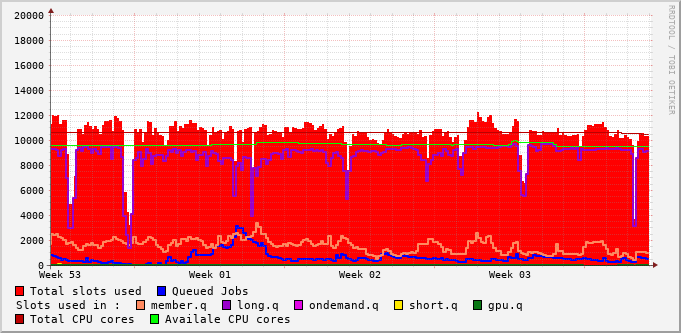 20000
18000
16000
14000
12000
10000
8000
6000
4000
2000
0
Week 53 Week 01 Week 02 Week 03
RRDTOOL / TOBI OETIKER
Total slots used Queued Jobs
Slots used in : member.q long.q ondemand.q short.q gpu.q
Total CPU cores Availale CPU cores